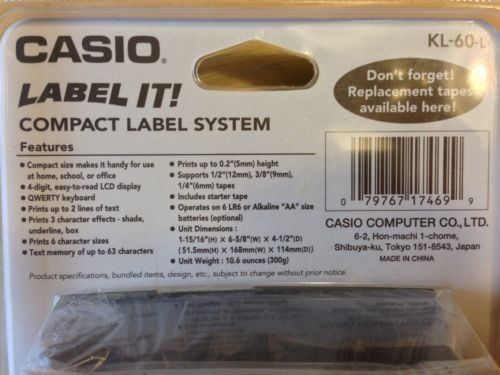 CASIO®
KL-60-L
LABEL IT!
COMPACT LABEL SYSTEM
Don't forget!
Replacement tapes
available here!
Features
• Compact size makes it handy for use
at home, school, or office
• 4-digit, easy-to-read LCD display
• QWERTY keyboard
• Prints up to 2 lines of text
• Prints 3 character effects - shade,
underline, box
• Prints 6 character sizes
• Text memory of up to 63 characters
• Prints up to 0.2"(5mm) height
• Supports 1/2"(12mm), 3/8"(9mm),
1/4"(6mm) tapes
• Includes starter tape
• Operates on 6 LR6 or Alkaline "AA" size
batteries (optional)
• Unit Dimensions :
1-15/16"(H) X 6-5/8"(W) X 4-1/2"(D)
[51.5mm(H) X 168mm(W) X 114mm(D)]
• Unit Weight : 10.6 ounces (300g)
0 79767 17469 9
CASIO COMPUTER CO.,LTD.
6-2, Hon-machi 1-chome,
Shibuya-ku, Tokyo 151-8543, Japan
MADE IN CHINA
Product specifications, bundled items, design, etc., subject to change without prior notice.